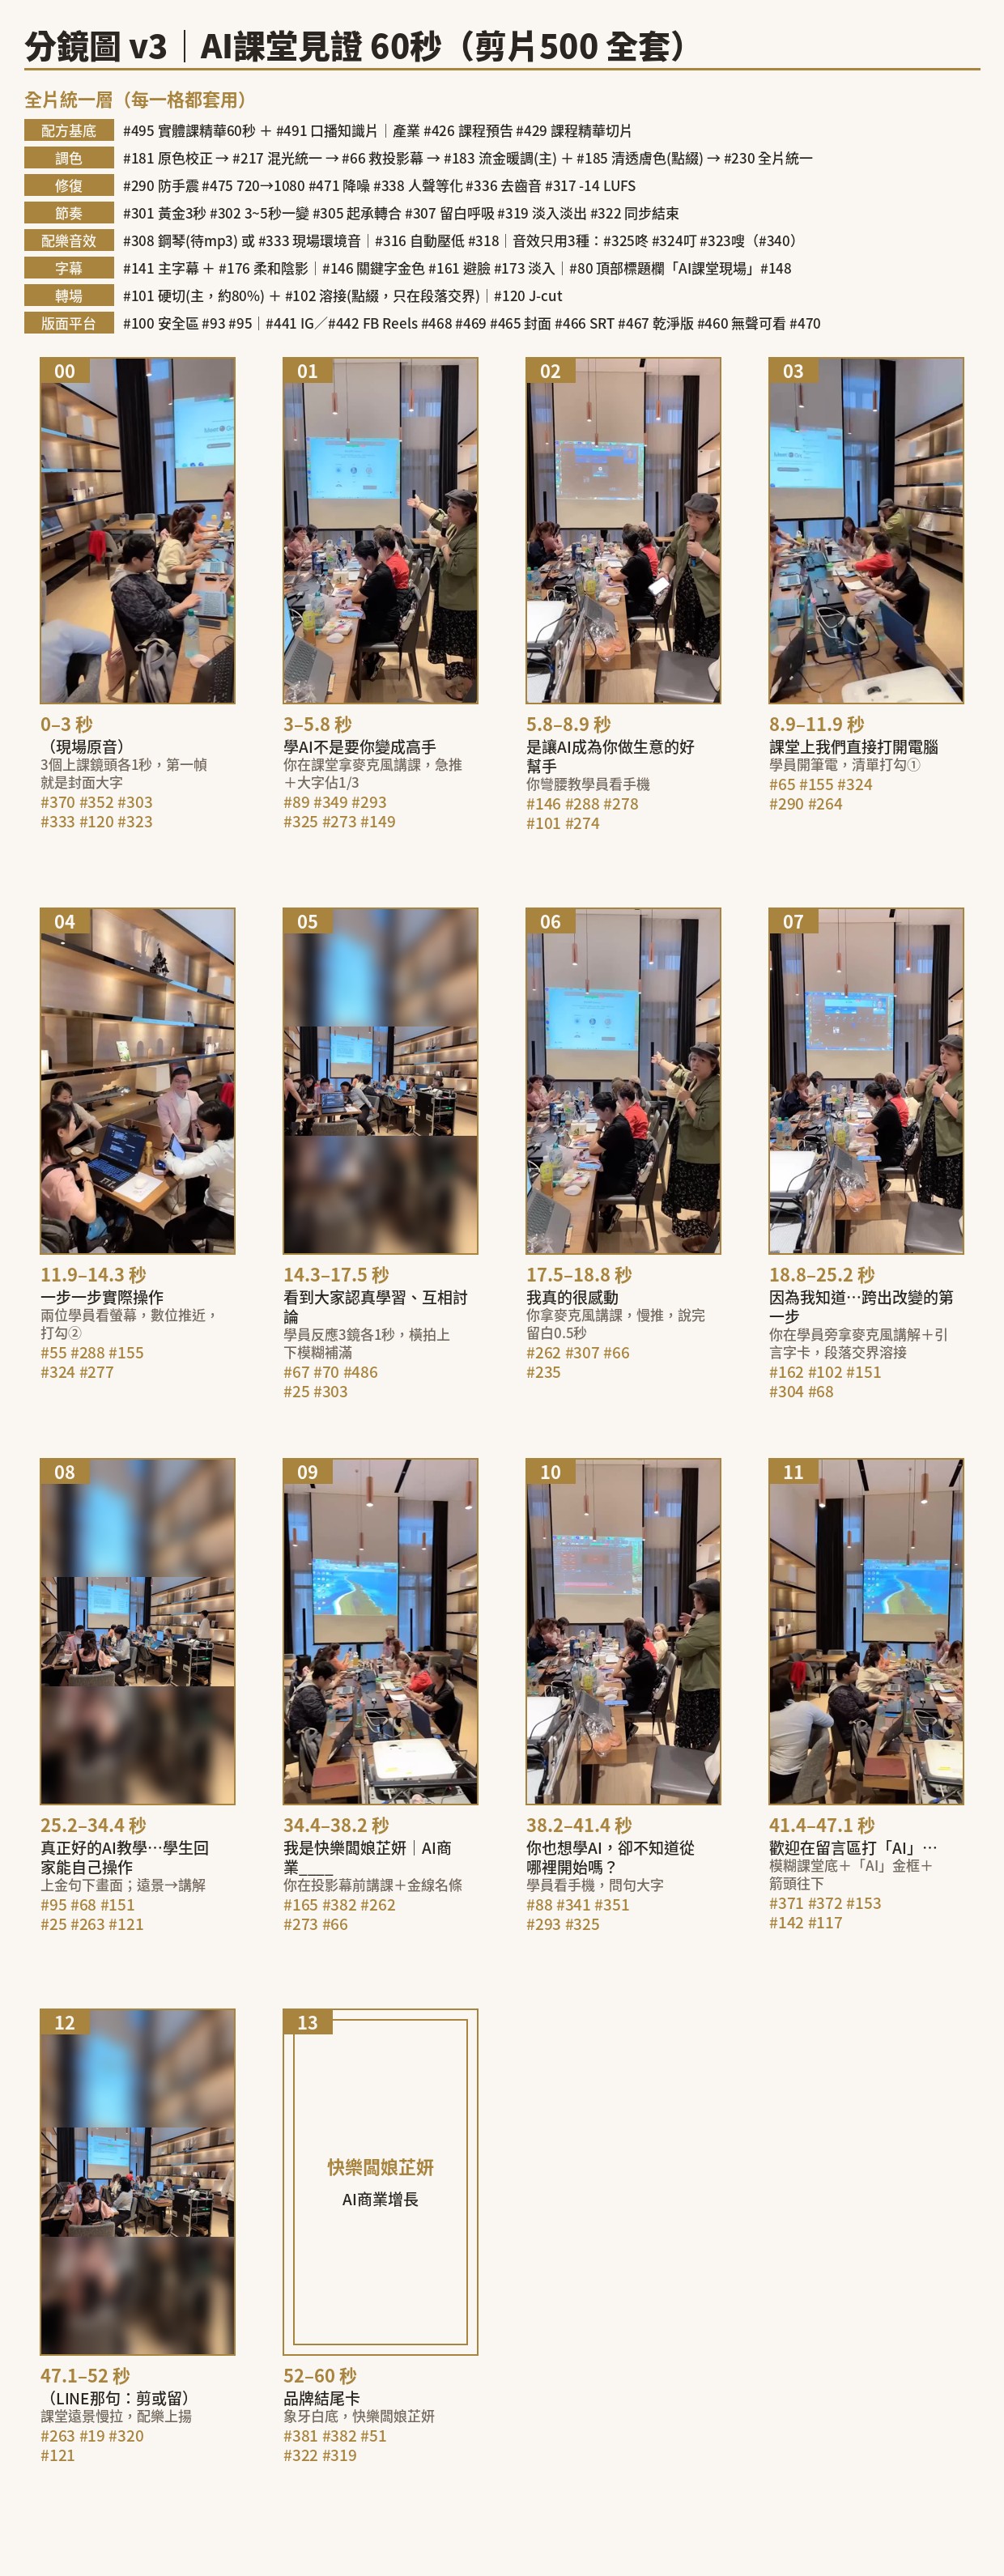 分鏡圖 v3｜AI課堂見證 60秒（剪片500 全套）
全片統一層（每一格都套用）
配方基底 #495 實體課精華60秒 ＋ #491 口播知識片｜產業 #426 課程預告 #429 課程精華切片
調色 #181 原色校正 → #217 混光統一 → #66 救投影幕 → #183 流金暖調(主) ＋ #185 清透膚色(點綴) → #230 全片統一
修復 #290 防手震 #475 720→1080 #471 降噪 #338 人聲等化 #336 去齒音 #317 -14 LUFS
節奏 #301 黃金3秒 #302 3~5秒一變 #305 起承轉合 #307 留白呼吸 #319 淡入淡出 #322 同步結束
配樂音效 #308 鋼琴(待mp3) 或 #333 現場環境音｜#316 自動壓低 #318｜音效只用3種：#325咚 #324叮 #323嗖（#340）
字幕 #141 主字幕 ＋ #176 柔和陰影｜#146 關鍵字金色 #161 避臉 #173 淡入｜#80 頂部標題欄「AI課堂現場」#148
轉場 #101 硬切(主，約80%) ＋ #102 溶接(點綴，只在段落交界)｜#120 J-cut
版面平台 #100 安全區 #93 #95｜#441 IG／#442 FB Reels #468 #469 #465 封面 #466 SRT #467 乾淨版 #460 無聲可看 #470
00
0–3 秒
（現場原音）
3個上課鏡頭各1秒，第一幀
就是封面大字
#370 #352 #303
#333 #120 #323
01
3–5.8 秒
學AI不是要你變成高手
你在課堂拿麥克風講課，急推
＋大字佔1/3
#89 #349 #293
#325 #273 #149
02
5.8–8.9 秒
是讓AI成為你做生意的好
幫手
你彎腰教學員看手機
#146 #288 #278
#101 #274
03
8.9–11.9 秒
課堂上我們直接打開電腦
學員開筆電，清單打勾①
#65 #155 #324
#290 #264
04
11.9–14.3 秒
一步一步實際操作
兩位學員看螢幕，數位推近，
打勾②
#55 #288 #155
#324 #277
05
14.3–17.5 秒
看到大家認真學習、互相討
論
學員反應3鏡各1秒，橫拍上
下模糊補滿
#67 #70 #486
#25 #303
06
17.5–18.8 秒
我真的很感動
你拿麥克風講課，慢推，說完
留白0.5秒
#262 #307 #66
#235
07
18.8–25.2 秒
因為我知道…跨出改變的第
一步
你在學員旁拿麥克風講解＋引
言字卡，段落交界溶接
#162 #102 #151
#304 #68
08
25.2–34.4 秒
真正好的AI教學…學生回
家能自己操作
上金句下畫面；遠景→講解
#95 #68 #151
#25 #263 #121
09
34.4–38.2 秒
我是快樂闆娘芷妍｜AI商
業____
你在投影幕前講課＋金線名條
#165 #382 #262
#273 #66
10
38.2–41.4 秒
你也想學AI，卻不知道從
哪裡開始嗎？
學員看手機，問句大字
#88 #341 #351
#293 #325
11
41.4–47.1 秒
歡迎在留言區打「AI」…
模糊課堂底＋「AI」金框＋
箭頭往下
#371 #372 #153
#142 #117
12
47.1–52 秒
（LINE那句：剪或留）
課堂遠景慢拉，配樂上揚
#263 #19 #320
#121
13
快樂闆娘芷妍
AI商業增長
52–60 秒
品牌結尾卡
象牙白底，快樂闆娘芷妍
#381 #382 #51
#322 #319